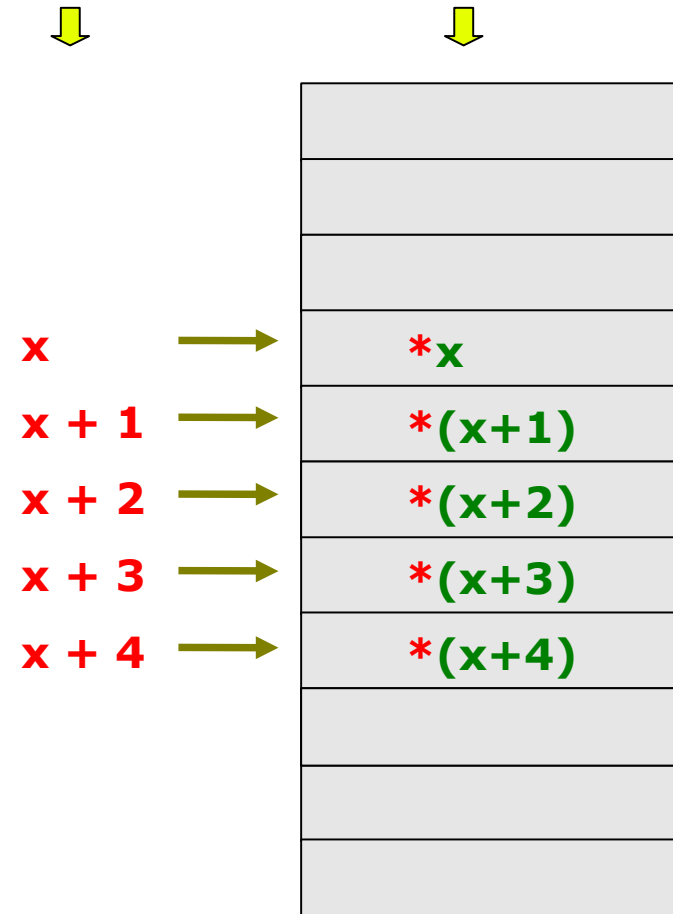 x *x
x + 1 *(x+1)
x + 2 *(x+2)
x + 3 *(x+3)
x + 4 *(x+4)